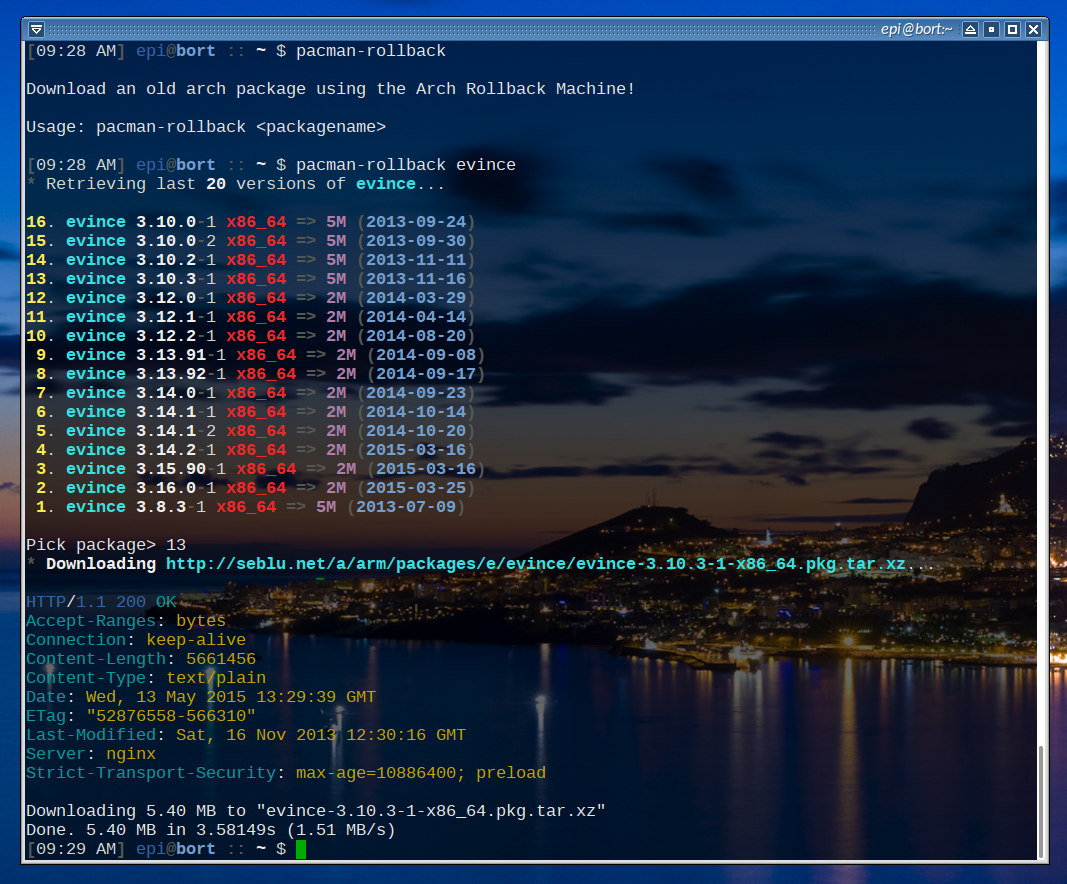 epi@bort:~
[09:28 AM] epi@bort :: ~ $ pacman-rollback
Download an old arch package using the Arch Rollback Machine!
Usage: pacman-rollback <packagename>
[09:28 AM] epi@bort :: ~ $ pacman-rollback evince
* Retrieving last 20 versions of evince...
16. evince 3.10.0-1 x86_64 => 5M (2013-09-24)
15. evince 3.10.0-2 x86_64 => 5M (2013-09-30)
14. evince 3.10.2-1 x86_64 => 5M (2013-11-11)
13. evince 3.10.3-1 x86_64 => 5M (2013-11-16)
12. evince 3.12.0-1 x86_64 => 2M (2014-03-29)
11. evince 3.12.1-1 x86_64 => 2M (2014-04-14)
10. evince 3.12.2-1 x86_64 => 2M (2014-08-20)
9. evince 3.13.91-1 x86_64 => 2M (2014-09-08)
8. evince 3.13.92-1 x86_64 => 2M (2014-09-17)
7. evince 3.14.0-1 x86_64 => 2M (2014-09-23)
6. evince 3.14.1-1 x86_64 => 2M (2014-10-14)
5. evince 3.14.1-2 x86_64 => 2M (2014-10-20)
4. evince 3.14.2-1 x86_64 => 2M (2015-03-16)
3. evince 3.15.90-1 x86_64 => 2M (2015-03-16)
2. evince 3.16.0-1 x86_64 => 2M (2015-03-25)
1. evince 3.8.3-1 x86_64 => 5M (2013-07-09)
Pick package> 13
* Downloading http://seblu.net/a/arm/packages/e/evince/evince-3.10.3-1-x86_64.pkg.tar.xz...
HTTP/1.1 200 OK
Accept-Ranges: bytes
Connection: keep-alive
Content-Length: 5661456
Content-Type: text/plain
Date: Wed, 13 May 2015 13:29:39 GMT
ETag: "52876558-566310"
Last-Modified: Sat, 16 Nov 2013 12:30:16 GMT
Server: nginx
Strict-Transport-Security: max-age=10886400; preload
Downloading 5.40 MB to "evince-3.10.3-1-x86_64.pkg.tar.xz"
Done. 5.40 MB in 3.58149s (1.51 MB/s)
[09:29 AM] epi@bort :: ~ $